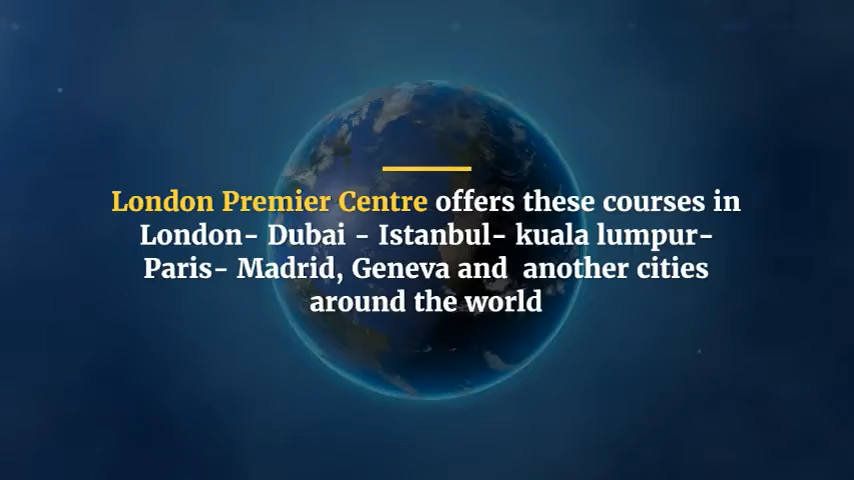 London Premier Centre offers these courses in
London- Dubai - Istanbul- kuala lumpur-
Paris- Madrid, Geneva and  another cities
around the world